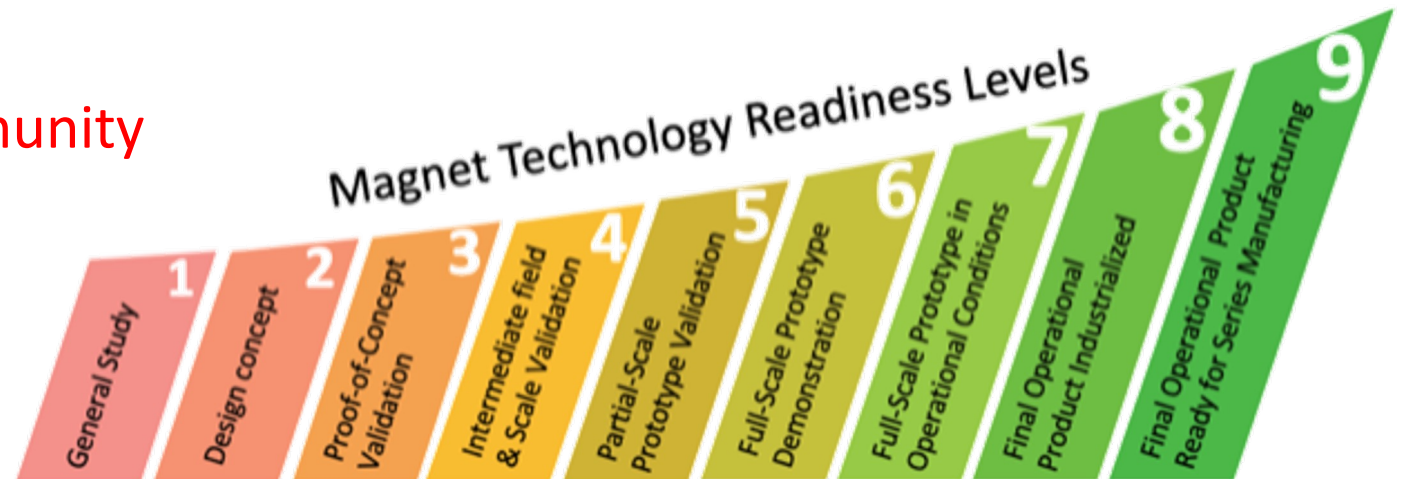 munity
Magnet Technology Readiness Levels
1
General Study
2
Design concept
3
Proof-of-Concept
Validation
4
Intermediate field
& Scale Validation
5
Partial-Scale
Prototype Validation
6
Full-Scale Prototype
Demonstration
7
Full-Scale Prototype in
Operational Conditions
8
Final Operational
Product Industrialized
9
Final Operational Product
Ready for Series Manufacturing